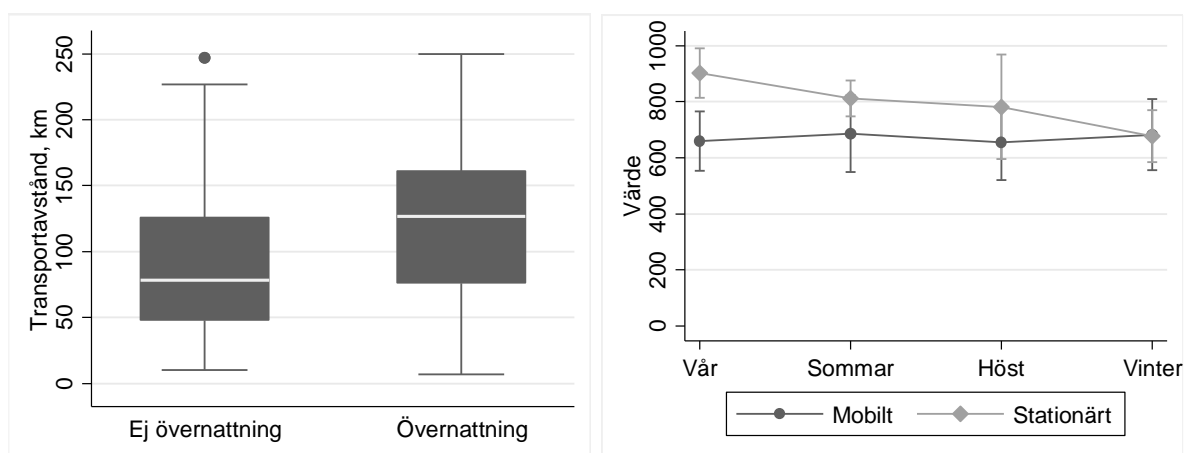 Transportavstånd, km
250
200
150
100
50
0
Ej övernattning
Övernattning
Värde
1000
800
600
400
200
0
Vår
Sommar
Höst
Vinter
Mobilt
Stationärt